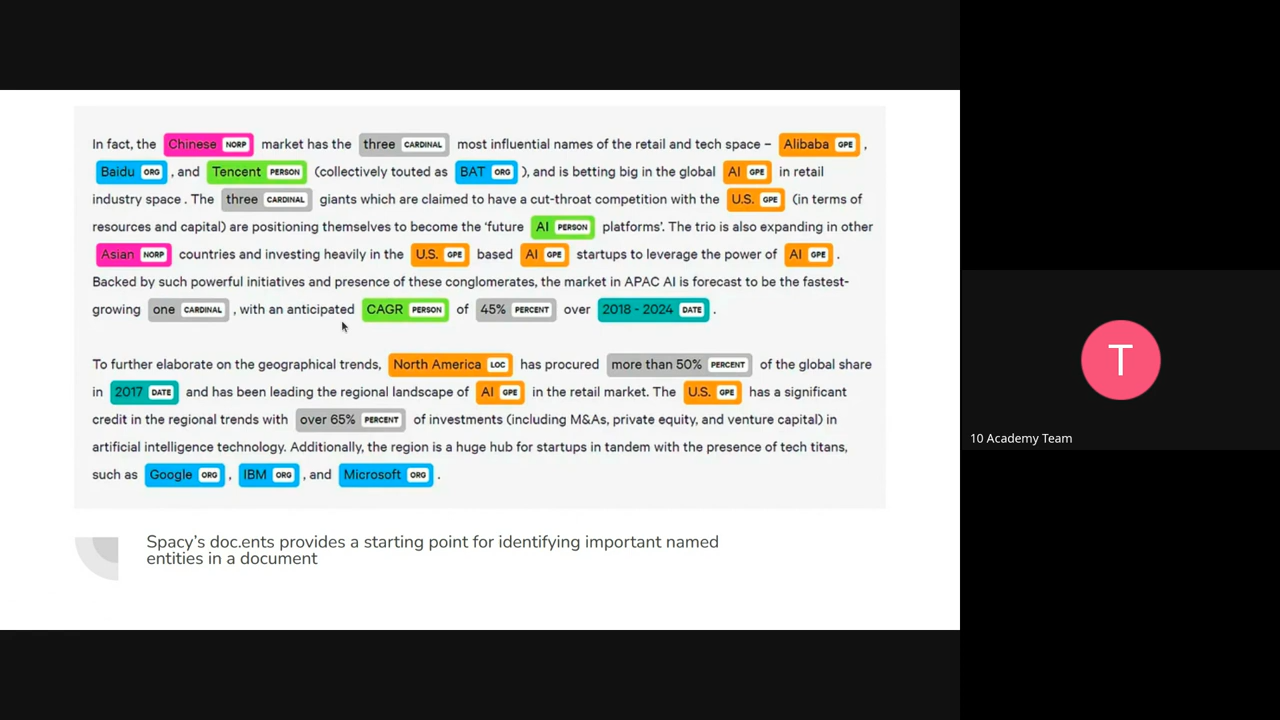 In fact, the Chinese NORP market has the three CARDINAL most influential names of the retail and tech space – Alibaba GPE ,
Baidu ORG , and Tencent PERSON (collectively touted as BAT ORG ), and is betting big in the global AI GPE in retail
industry space . The three CARDINAL giants which are claimed to have a cut-throat competition with the U.S. GPE (in terms of
resources and capital) are positioning themselves to become the 'future AI PERSON platforms'. The trio is also expanding in other
Asian NORP countries and investing heavily in the U.S. GPE based AI GPE startups to leverage the power of AI GPE .
Backed by such powerful initiatives and presence of these conglomerates, the market in APAC AI is forecast to be the fastest-
growing one CARDINAL , with an anticipated CAGR PERSON of 45% PERCENT over 2018 - 2024 DATE .
To further elaborate on the geographical trends, North America LOC has procured more than 50% PERCENT of the global share
in 2017 DATE and has been leading the regional landscape of AI GPE in the retail market. The U.S. GPE has a significant
credit in the regional trends with over 65% PERCENT of investments (including M&As, private equity, and venture capital) in
artificial intelligence technology. Additionally, the region is a huge hub for startups in tandem with the presence of tech titans,
such as Google ORG , IBM ORG , and Microsoft ORG .
Spacy's doc.ents provides a starting point for identifying important named
entities in a document
T
10 Academy Team